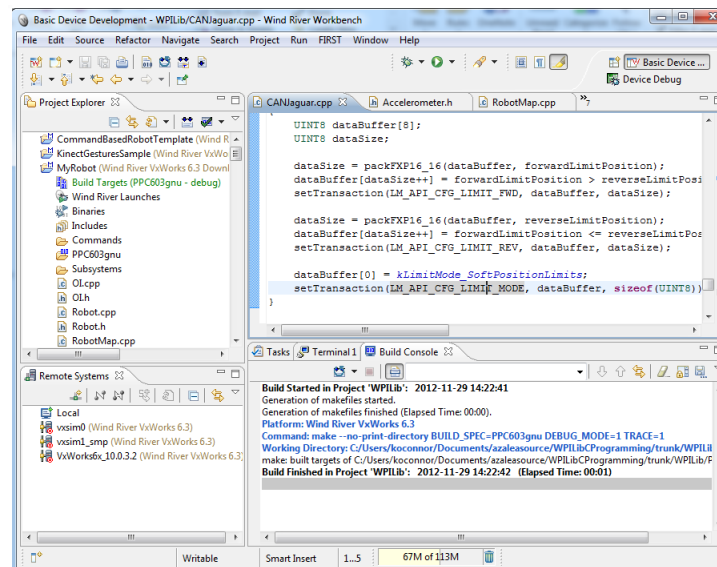 Basic Device Development - WPILib/CANJaguar.cpp - Wind River Workbench
File Edit Source Refactor Navigate Search Project Run FIRST Window Help
Basic Device ...
Device Debug
Project Explorer
CommandBasedRobotTemplate (Wind R
KinectGesturesSample (Wind River VxWo
MyRobot (Wind River VxWorks 6.3 Downl
Build Targets (PPC603gnu - debug)
Wind River Launches
Binaries
Includes
Commands
PPC603gnu
Subsystems
OI.cpp
OI.h
Robot.cpp
Robot.h
RobotMap.cpp
CANJaguar.cpp
Accelerometer.h
RobotMap.cpp
»7
{
UINT8 dataBuffer[8];
UINT8 dataSize;
dataSize = packFXP16_16(dataBuffer, forwardLimitPosition);
dataBuffer[dataSize++] = forwardLimitPosition > reverseLimitPosi
setTransaction(LM_API_CFG_LIMIT_FWD, dataBuffer, dataSize);
dataSize = packFXP16_16(dataBuffer, reverseLimitPosition);
dataBuffer[dataSize++] = forwardLimitPosition <= reverseLimitPos
setTransaction(LM_API_CFG_LIMIT_REV, dataBuffer, dataSize);
dataBuffer[0] = kLimitMode_SoftPositionLimits;
setTransaction(LM_API_CFG_LIMIT_MODE, dataBuffer, sizeof(UINT8))
}
Remote Systems
Local
vxsim0 (Wind River VxWorks 6.3)
vxsim1_smp (Wind River VxWorks 6.3)
VxWorks6x_10.0.3.2 (Wind River VxWorks 6.3)
Tasks
Terminal 1
Build Console
Build Started in Project 'WPILib': 2012-11-29 14:22:41
Generation of makefiles started.
Generation of makefiles finished (Elapsed Time: 00:00).
Platform: Wind River VxWorks 6.3
Command: make --no-print-directory BUILD_SPEC=PPC603gnu DEBUG_MODE=1 TRACE=1
Working Directory: C:/Users/koconnor/Documents/azaleasource/WPILibCProgramming/trunk/WPILi
make: built targets of C:/Users/koconnor/Documents/azaleasource/WPILibCProgramming/trunk/WPILib/P
Build Finished in Project 'WPILib': 2012-11-29 14:22:42 (Elapsed Time: 00:01)
Writable
Smart Insert
1...5
67M of 113M